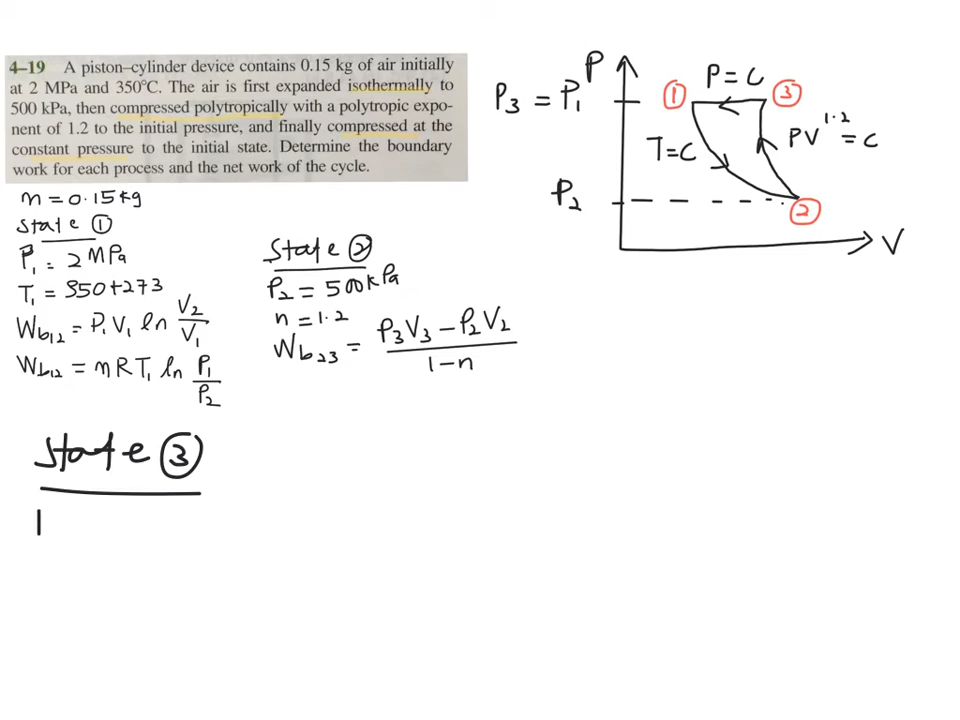 4–19 A piston–cylinder device contains 0.15 kg of air initially
at 2 MPa and 350°C. The air is first expanded isothermally to
500 kPa, then compressed polytropically with a polytropic expo-
nent of 1.2 to the initial pressure, and finally compressed at the
constant pressure to the initial state. Determine the boundary
work for each process and the net work of the cycle.
m = 0.15 kg
State ①
P₁ = 2 MPa
T₁ = 350+273
W_b12 = P₁V₁ ln V₂/V₁
W_b12 = mRT₁ ln P₁/P₂
State ②
P₂ = 500kPa
n = 1.2
W_b23 = (P₃V₃ – P₂V₂)/(1–n)
State ③
P
P₃ = P₁
① P = C ③
T=C
PV^1.2 = C
P₂
②
V